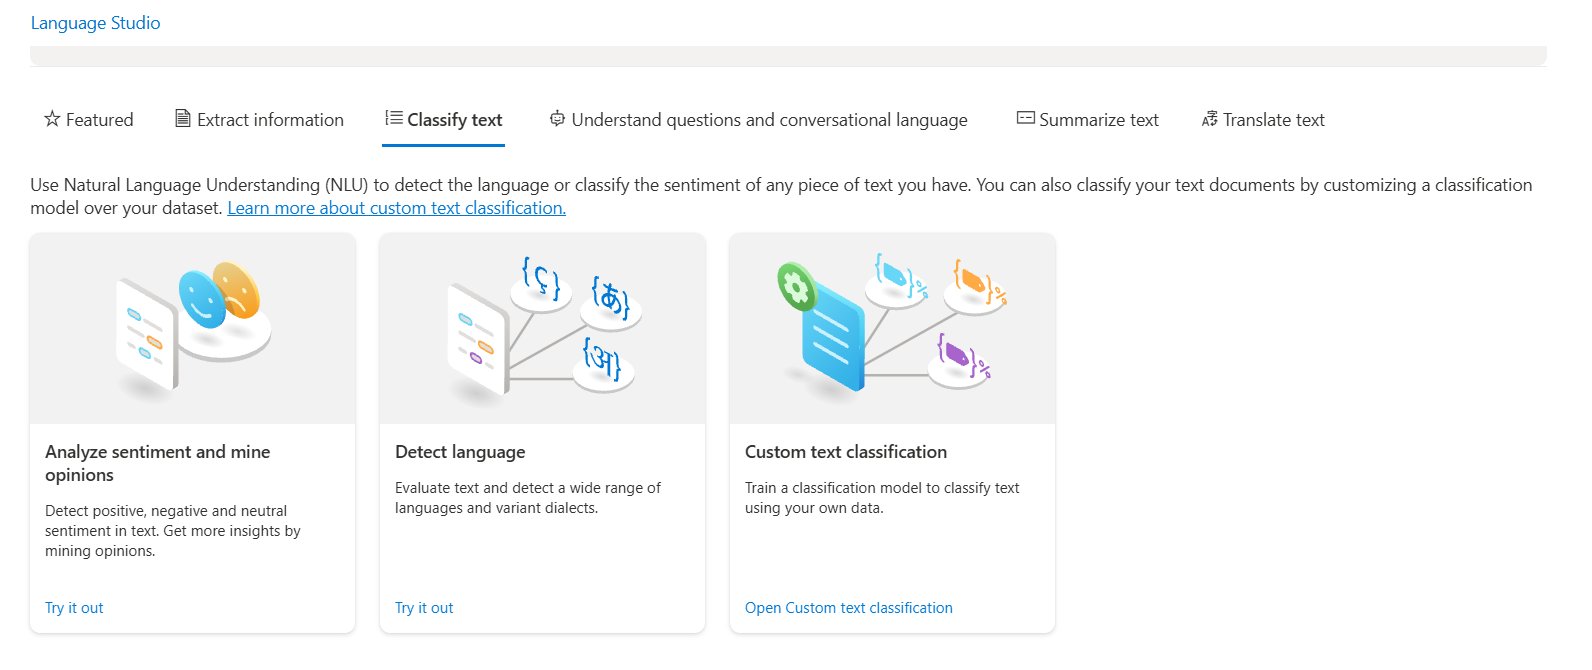 Language Studio
Featured
Extract information
Classify text
Understand questions and conversational language
Summarize text
Translate text
Use Natural Language Understanding (NLU) to detect the language or classify the sentiment of any piece of text you have. You can also classify your text documents by customizing a classification
model over your dataset. Learn more about custom text classification.
{ç}
{あ}
{अ}
%
%
%
Analyze sentiment and mine
opinions
Detect positive, negative and neutral
sentiment in text. Get more insights by
mining opinions.
Try it out
Detect language
Evaluate text and detect a wide range of
languages and variant dialects.
Try it out
Custom text classification
Train a classification model to classify text
using your own data.
Open Custom text classification